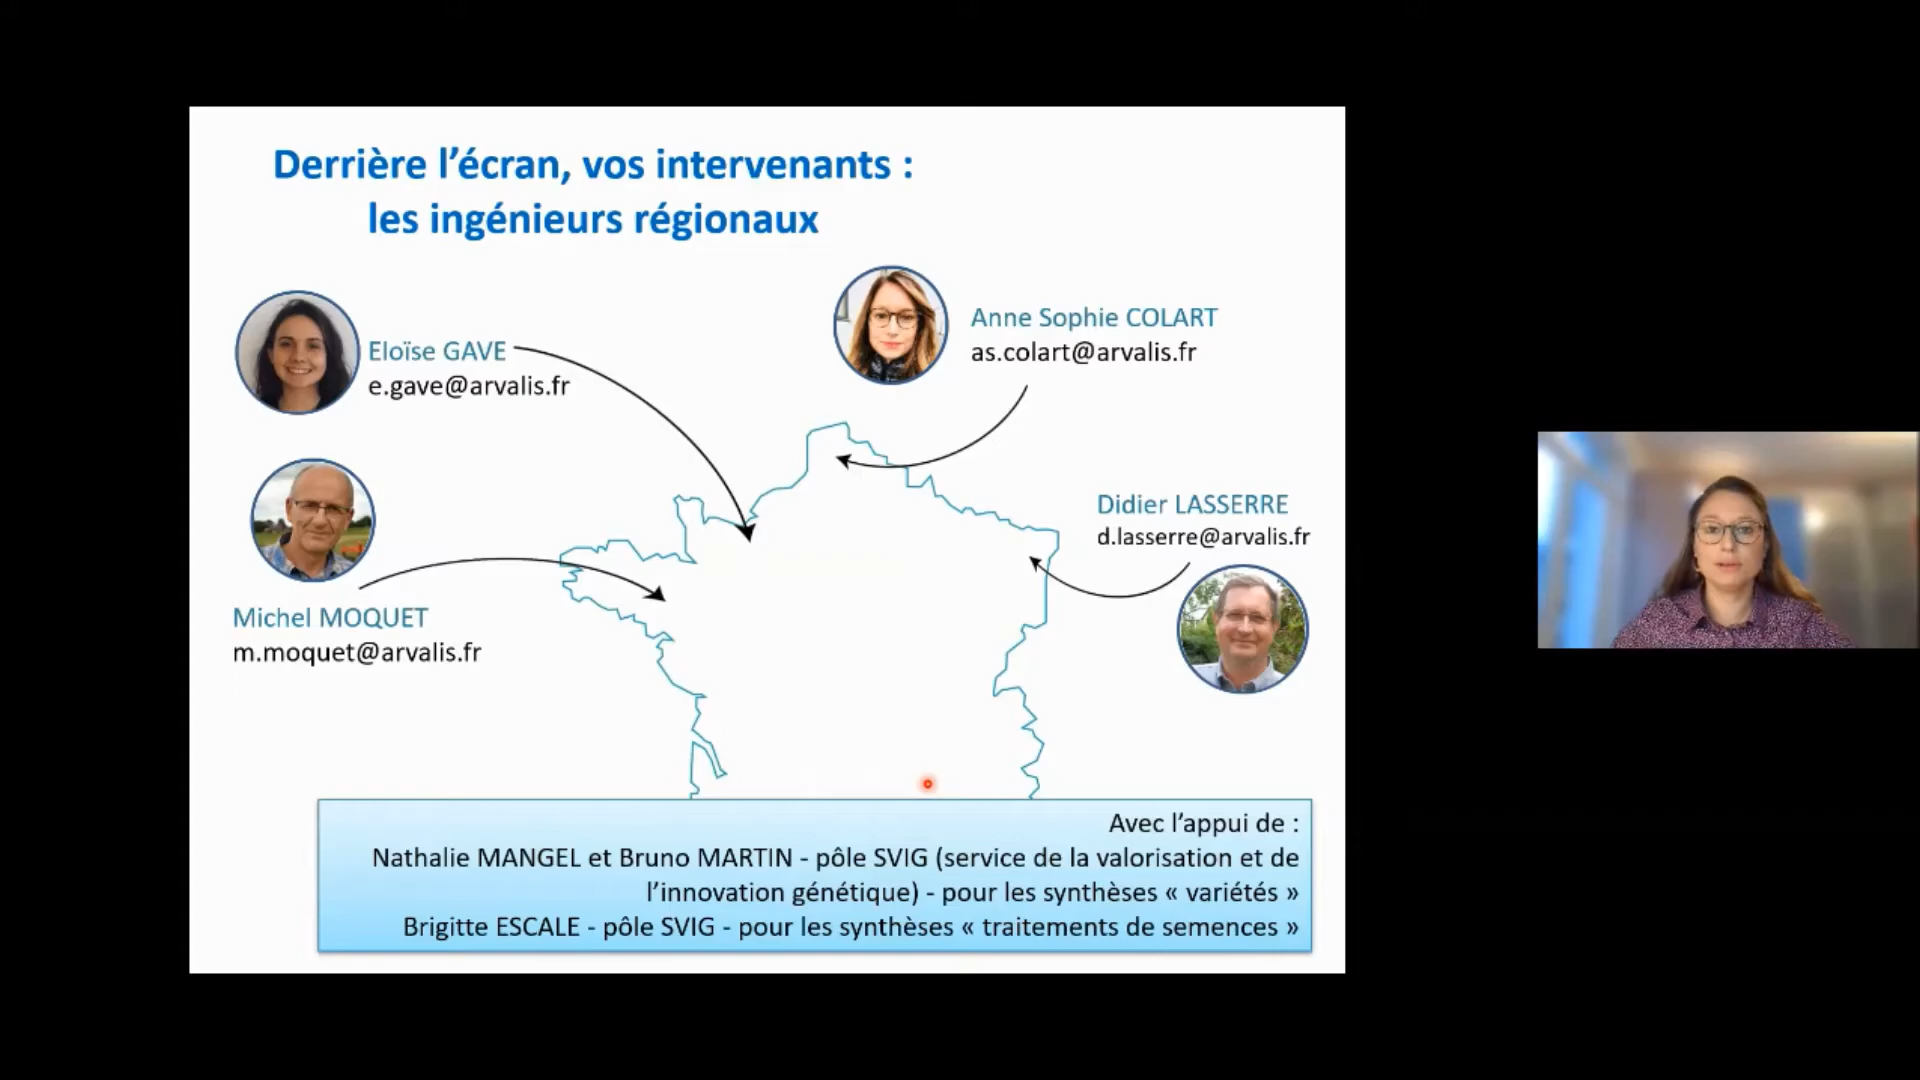 Derrière l’écran, vos intervenants :
les ingénieurs régionaux
Eloïse GAVE
e.gave@arvalis.fr
Anne Sophie COLART
as.colart@arvalis.fr
Michel MOQUET
m.moquet@arvalis.fr
Didier LASSERRE
d.lasserre@arvalis.fr
Avec l’appui de :
Nathalie MANGEL et Bruno MARTIN - pôle SVIG (service de la valorisation et de
l’innovation génétique) - pour les synthèses « variétés »
Brigitte ESCALE - pôle SVIG - pour les synthèses « traitements de semences »